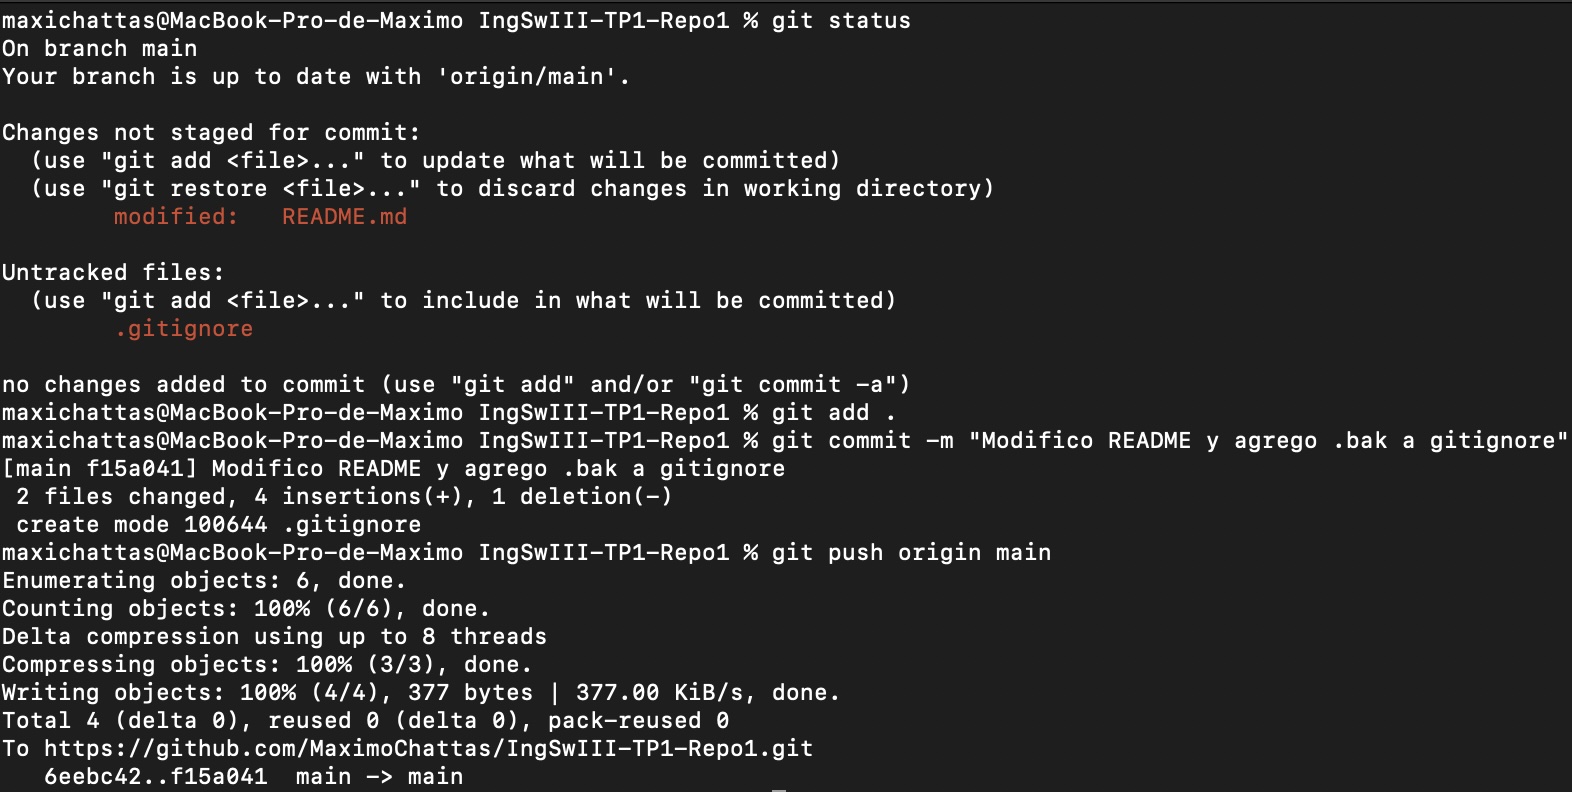 maxichattas@MacBook-Pro-de-Maximo IngSwIII-TP1-Repo1 % git status
On branch main
Your branch is up to date with 'origin/main'.

Changes not staged for commit:
  (use "git add <file>..." to update what will be committed)
  (use "git restore <file>..." to discard changes in working directory)
        modified:   README.md

Untracked files:
  (use "git add <file>..." to include in what will be committed)
        .gitignore

no changes added to commit (use "git add" and/or "git commit -a")
maxichattas@MacBook-Pro-de-Maximo IngSwIII-TP1-Repo1 % git add .
maxichattas@MacBook-Pro-de-Maximo IngSwIII-TP1-Repo1 % git commit -m "Modifico README y agrego .bak a gitignore"
[main f15a041] Modifico README y agrego .bak a gitignore
 2 files changed, 4 insertions(+), 1 deletion(-)
 create mode 100644 .gitignore
maxichattas@MacBook-Pro-de-Maximo IngSwIII-TP1-Repo1 % git push origin main
Enumerating objects: 6, done.
Counting objects: 100% (6/6), done.
Delta compression using up to 8 threads
Compressing objects: 100% (3/3), done.
Writing objects: 100% (4/4), 377 bytes | 377.00 KiB/s, done.
Total 4 (delta 0), reused 0 (delta 0), pack-reused 0
To https://github.com/MaximoChattas/IngSwIII-TP1-Repo1.git
   6eebc42..f15a041  main -> main